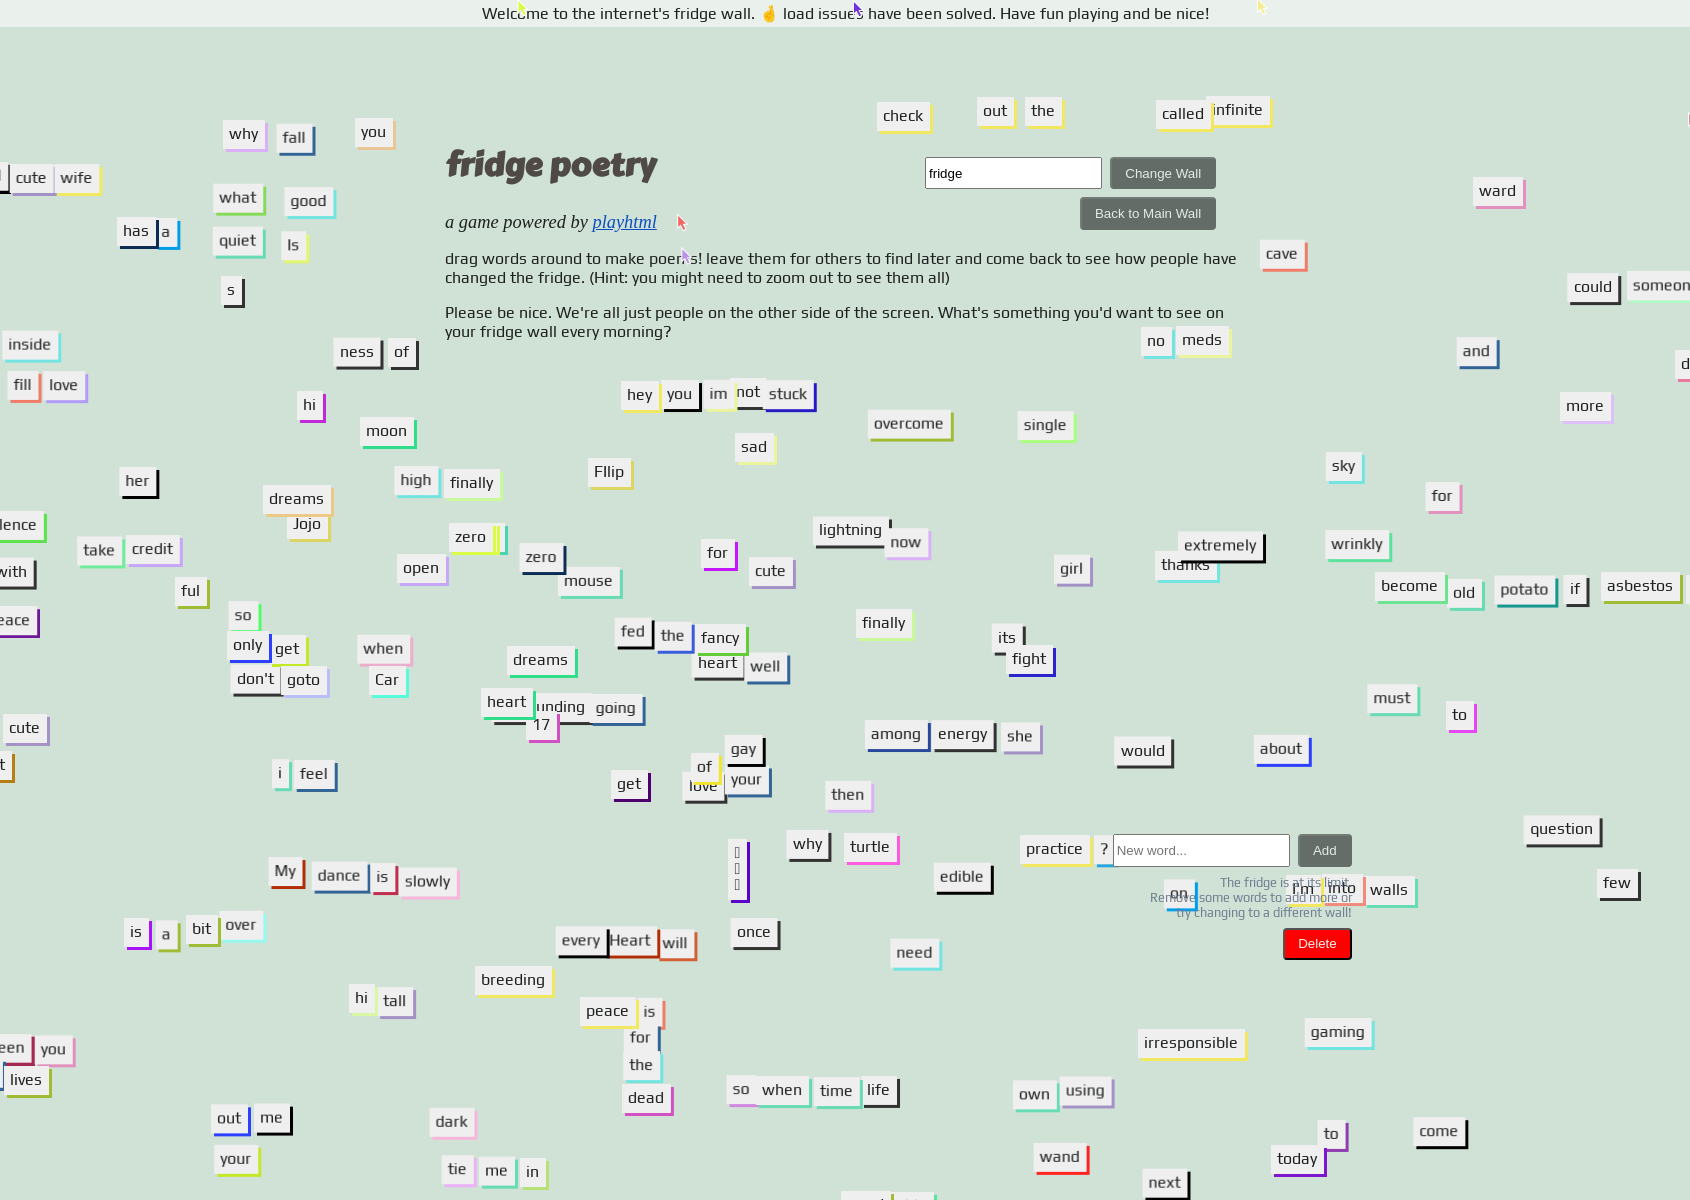 Welcome to the internet's fridge wall. 🤞 load issues have been solved. Have fun playing and be nice!
check out the called infinite
why fall you
fridge poetry
fridge Change Wall
cute wife
ward
what good
Back to Main Wall
a game powered by playhtml
has a
quiet Is
cave
drag words around to make poems! leave them for others to find later and come back to see how people have
changed the fridge. (Hint: you might need to zoom out to see them all)
s
could
Please be nice. We're all just people on the other side of the screen. What's something you'd want to see on
your fridge wall every morning?
inside
no meds
ness of
and
fill love
hey you im not stuck
hi
more
moon
overcome single
sad
sky
her
high finally
FIlip
dreams
for
Jojo
lightning now
zero
take credit
zero
for
extremely
thanks
wrinkly
open
mouse
cute
girl
with
become old potato if asbestos
ful
so
finally
fed the fancy
its
only get
when
heart well
fight
dreams
don't goto
Car
must
heart unding going
17
to
cute
among energy she
gay
would
about
i feel
of
love your
get
then
question
why turtle
practice ?
New word... Add
My dance is slowly
edible
The fridge is at its limit.
Remove some words to add more or
try changing to a different wall!
on
I'm into walls
few
is a bit over
once
every Heart will
Delete
need
breeding
hi tall
peace is
for
the
dead
gaming
irresponsible
you
lives
so when time life
own using
out me
dark
your
to
come
today
tie me in
wand
next